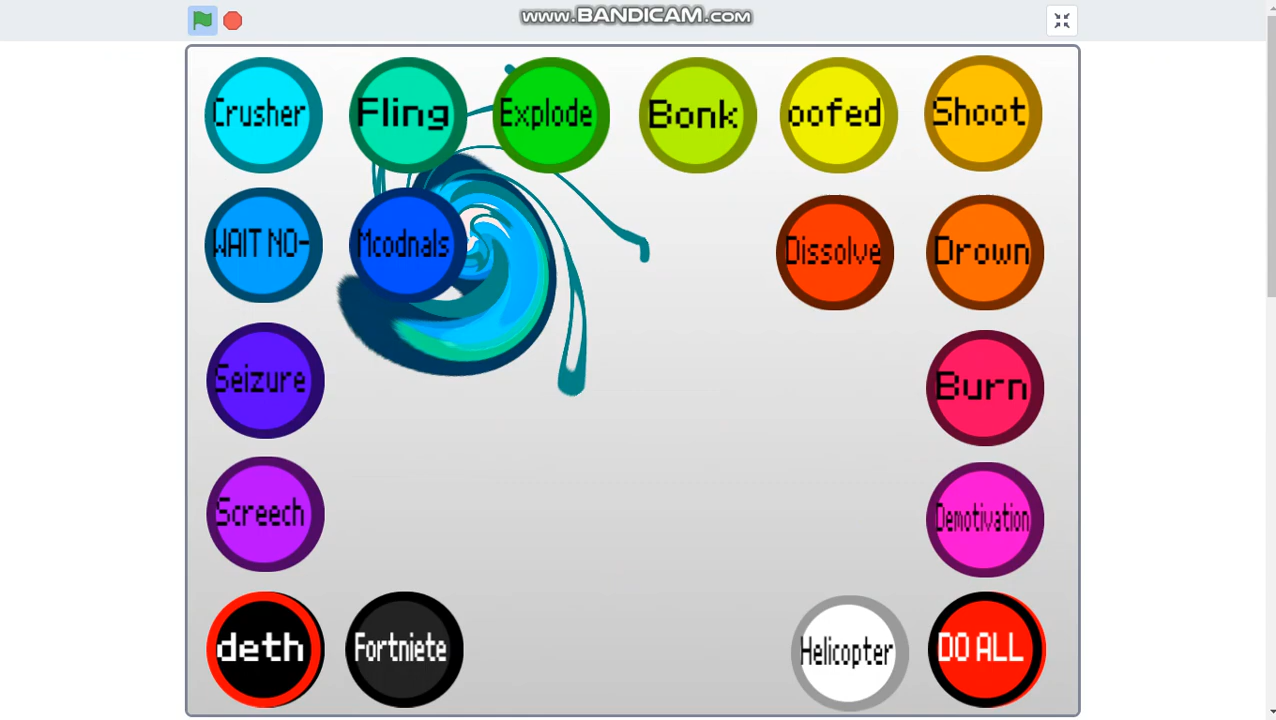 www.BANDICAM.com
Crusher
Fling
Explode
Bonk
oofed
Shoot
WAIT NO-
Mcodnals
Dissolve
Drown
Seizure
Burn
Screech
Demotivation
deth
Fortniete
Helicopter
DO ALL